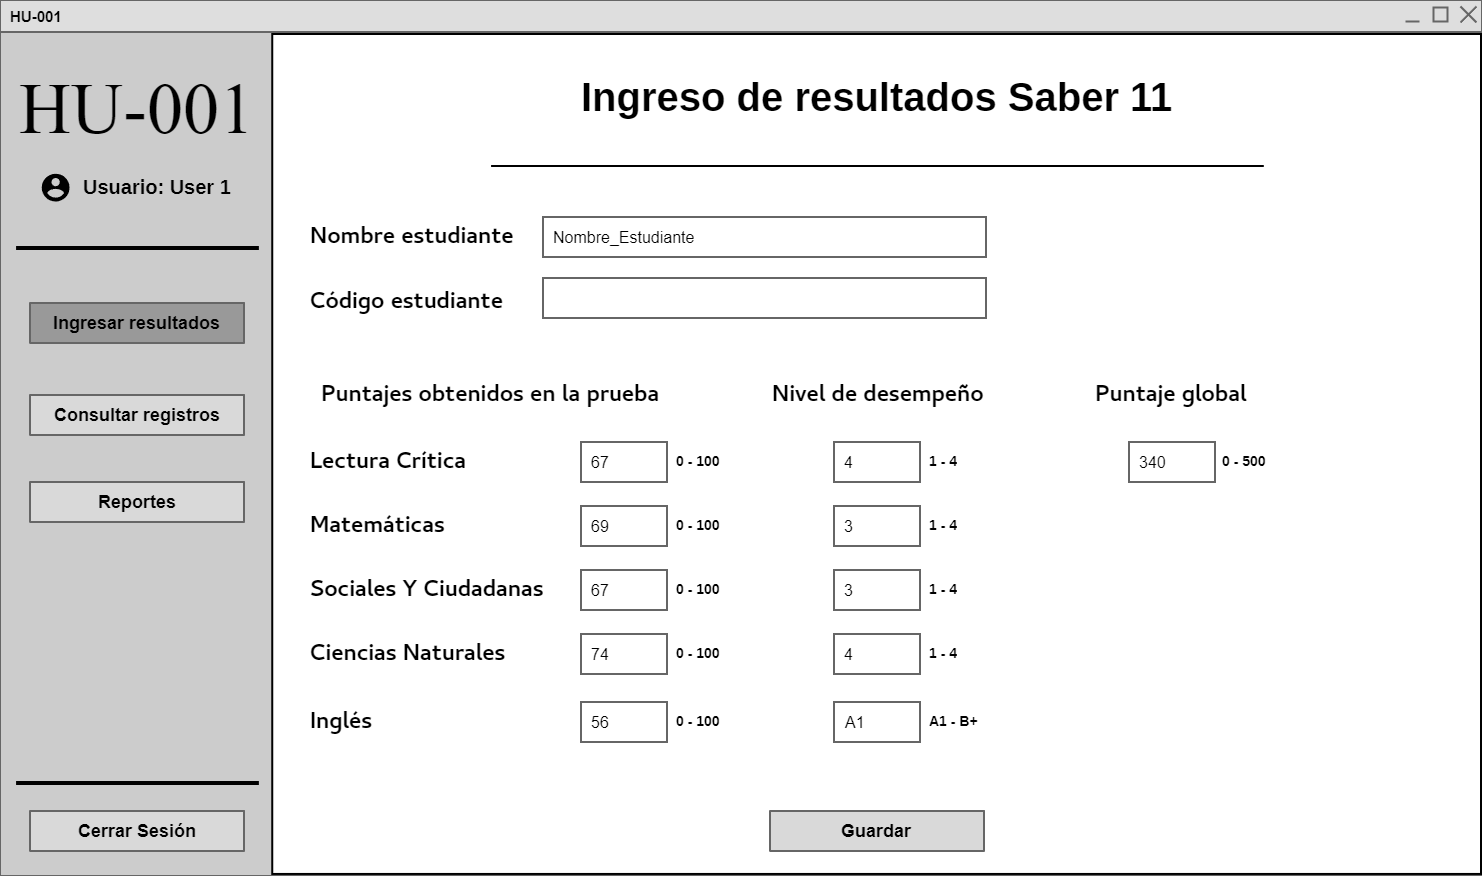 HU-001
HU-001
Usuario: User 1
Ingresar resultados
Consultar registros
Reportes
Cerrar Sesión
Ingreso de resultados Saber 11
Nombre estudiante Nombre_Estudiante
Código estudiante
Puntajes obtenidos en la prueba Nivel de desempeño Puntaje global
Lectura Crítica 67 0 - 100 4 1 - 4 340 0 - 500
Matemáticas 69 0 - 100 3 1 - 4
Sociales Y Ciudadanas 67 0 - 100 3 1 - 4
Ciencias Naturales 74 0 - 100 4 1 - 4
Inglés 56 0 - 100 A1 A1 - B+
Guardar